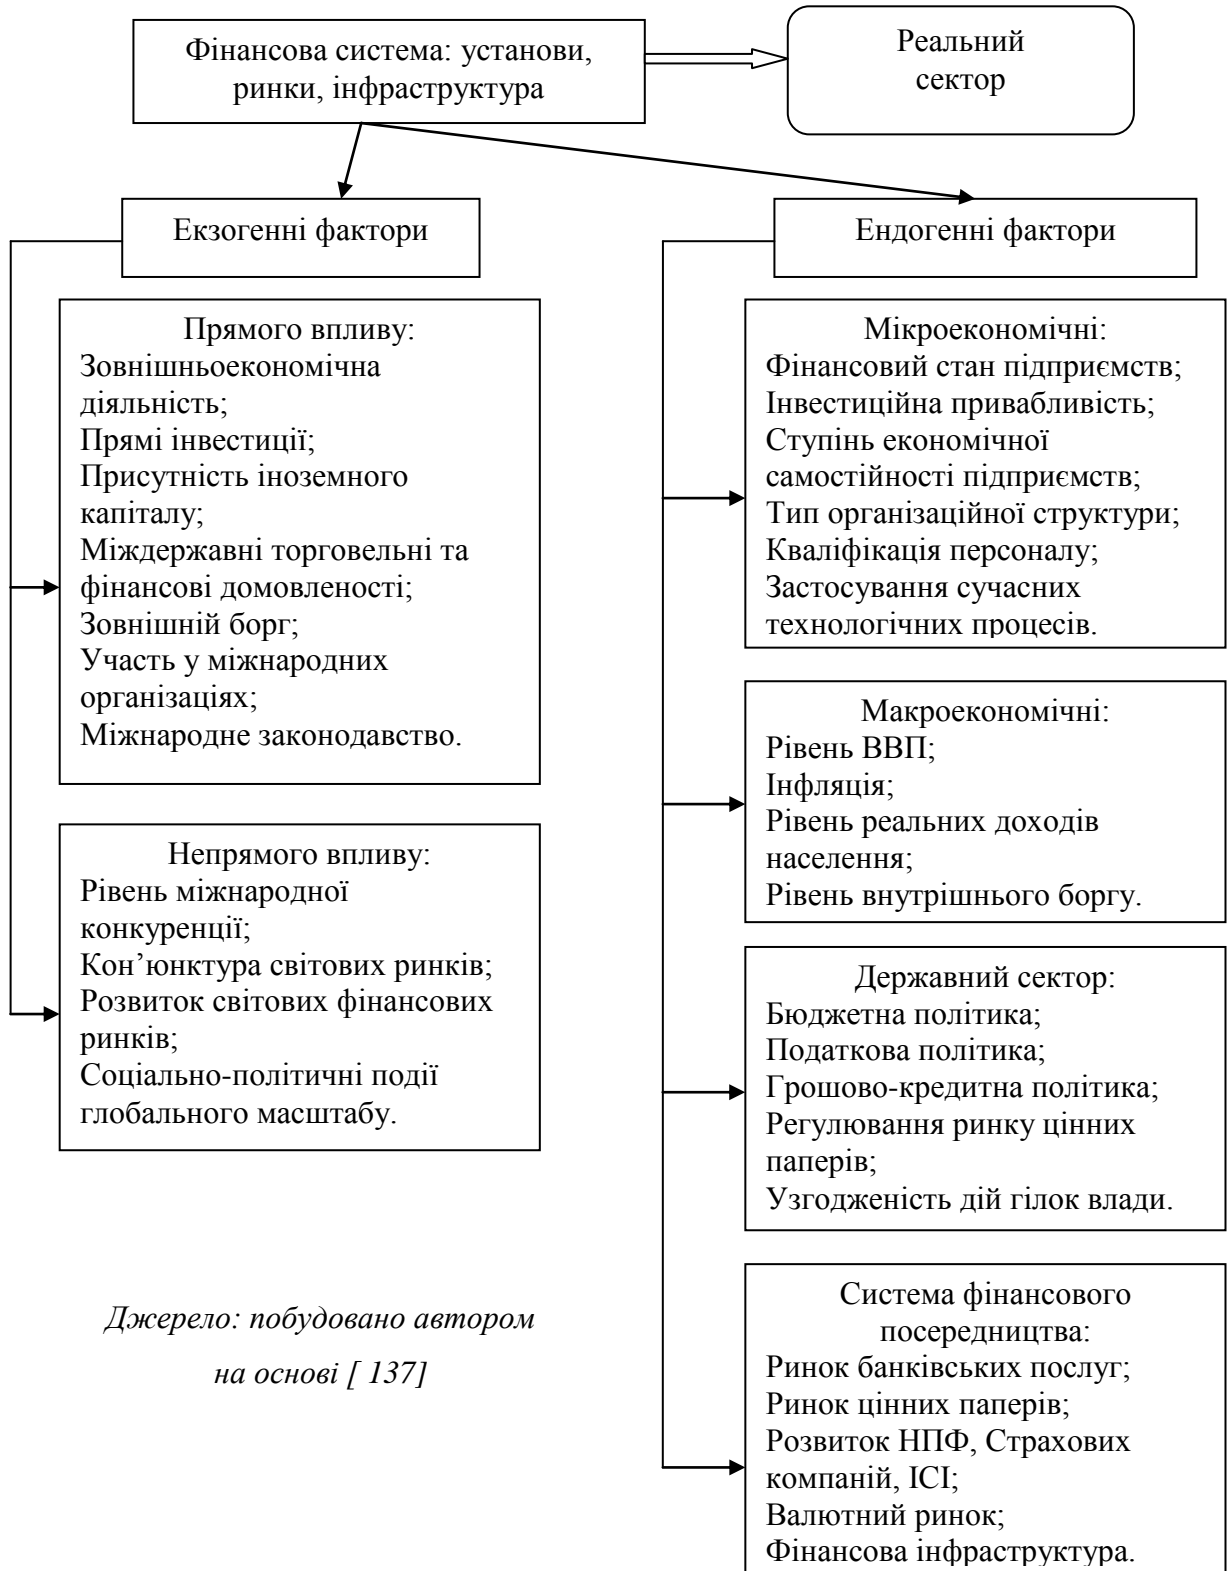 Фінансова система: установи,
ринки, інфраструктура
Реальний
сектор
Екзогенні фактори
Ендогенні фактори
Прямого впливу:
Зовнішньоекономічна
діяльність;
Прямі інвестиції;
Присутність іноземного
капіталу;
Міждержавні торговельні та
фінансові домовленості;
Зовнішній борг;
Участь у міжнародних
організаціях;
Міжнародне законодавство.
Непрямого впливу:
Рівень міжнародної
конкуренції;
Кон’юнктура світових ринків;
Розвиток світових фінансових
ринків;
Соціально-політичні події
глобального масштабу.
Мікроекономічні:
Фінансовий стан підприємств;
Інвестиційна привабливість;
Ступінь економічної
самостійності підприємств;
Тип організаційної структури;
Кваліфікація персоналу;
Застосування сучасних
технологічних процесів.
Макроекономічні:
Рівень ВВП;
Інфляція;
Рівень реальних доходів
населення;
Рівень внутрішнього боргу.
Державний сектор:
Бюджетна політика;
Податкова політика;
Грошово-кредитна політика;
Регулювання ринку цінних
паперів;
Узгодженість дій гілок влади.
Система фінансового
посередництва:
Ринок банківських послуг;
Ринок цінних паперів;
Розвиток НПФ, Страхових
компаній, ІСІ;
Валютний ринок;
Фінансова інфраструктура.
Джерело: побудовано автором
на основі [ 137]